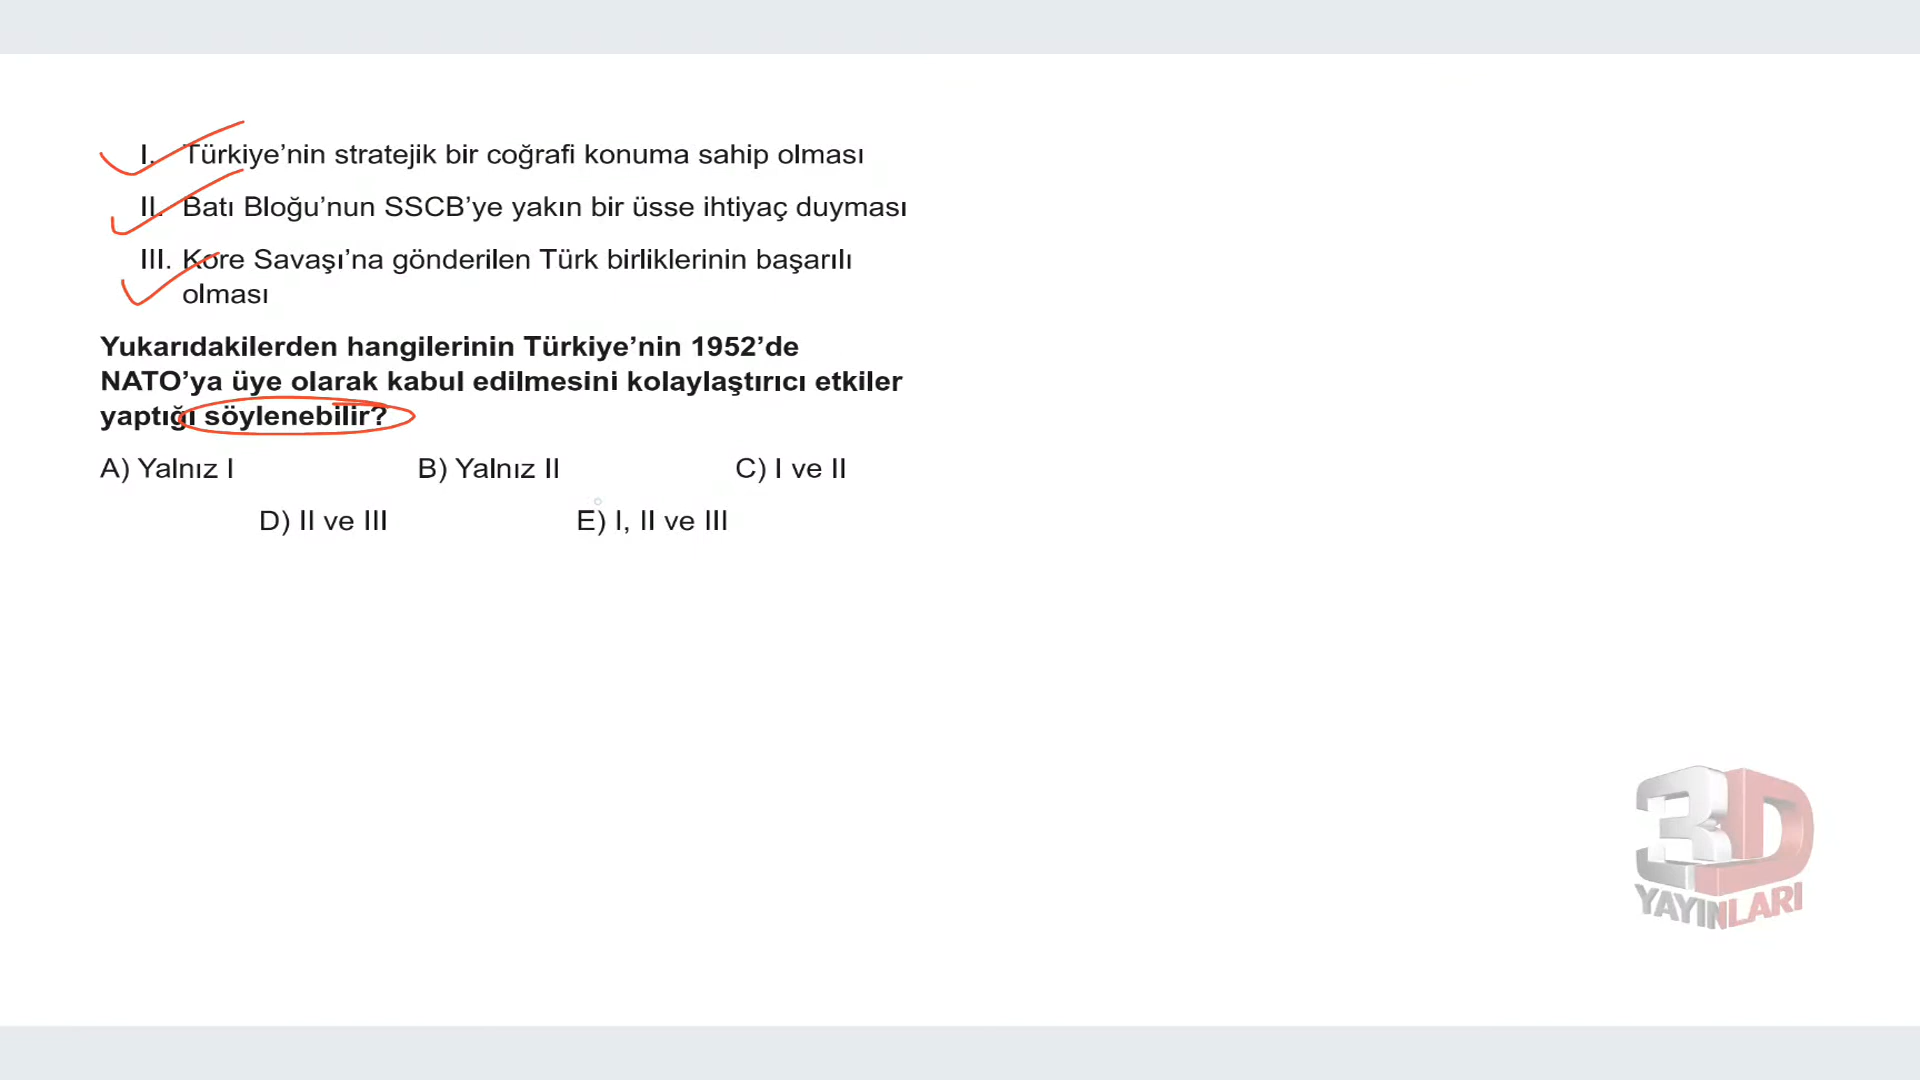 I. Türkiye’nin stratejik bir coğrafi konuma sahip olması
II. Batı Bloğu’nun SSCB’ye yakın bir üsse ihtiyaç duyması
III. Kore Savaşı’na gönderilen Türk birliklerinin başarılı
olması
Yukarıdakilerden hangilerinin Türkiye’nin 1952’de
NATO’ya üye olarak kabul edilmesini kolaylaştırıcı etkiler
yaptığı söylenebilir?
A) Yalnız I B) Yalnız II C) I ve II
D) II ve III E) I, II ve III
3D
YAYINLARI